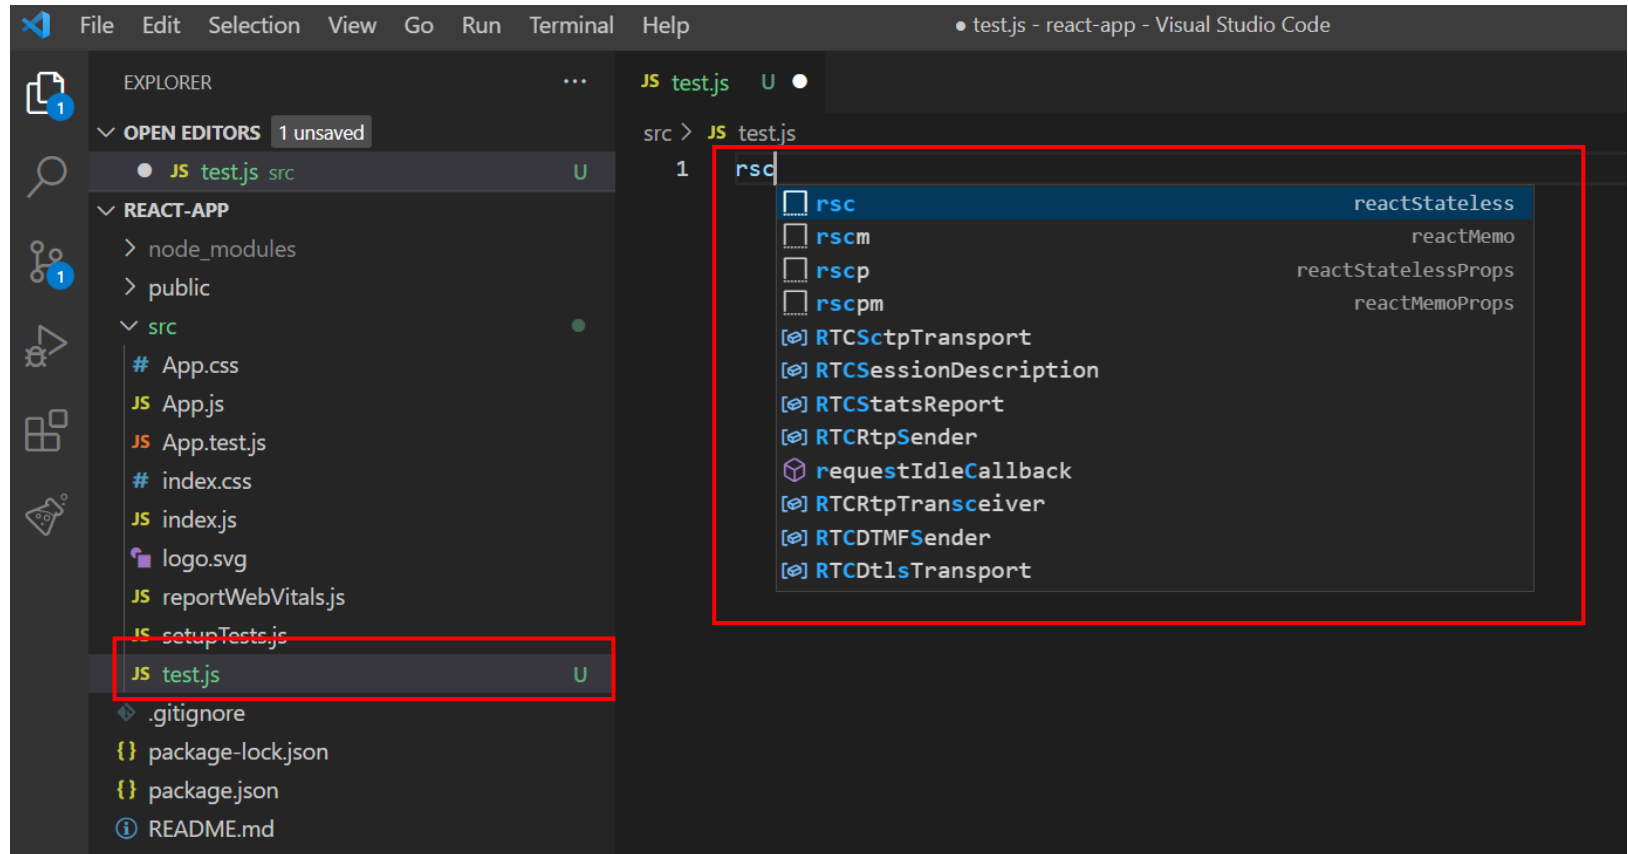 File Edit Selection View Go Run Terminal Help
● test.js - react-app - Visual Studio Code
1
1
EXPLORER ...
OPEN EDITORS 1 unsaved
● JS test.js src U
REACT-APP
> node_modules
> public
src
# App.css
JS App.js
JS App.test.js
# index.css
JS index.js
logo.svg
JS reportWebVitals.js
JS setupTests.js
JS test.js U
.gitignore
{} package-lock.json
{} package.json
README.md
JS test.js U ●
src > JS test.js
1 rsc
rsc reactStateless
rscm reactMemo
rscp reactStatelessProps
rscpm reactMemoProps
RTCSctpTransport
RTCSessionDescription
RTCStatsReport
RTCRtpSender
requestIdleCallback
RTCRtpTransceiver
RTCDTMFSender
RTCDtlsTransport